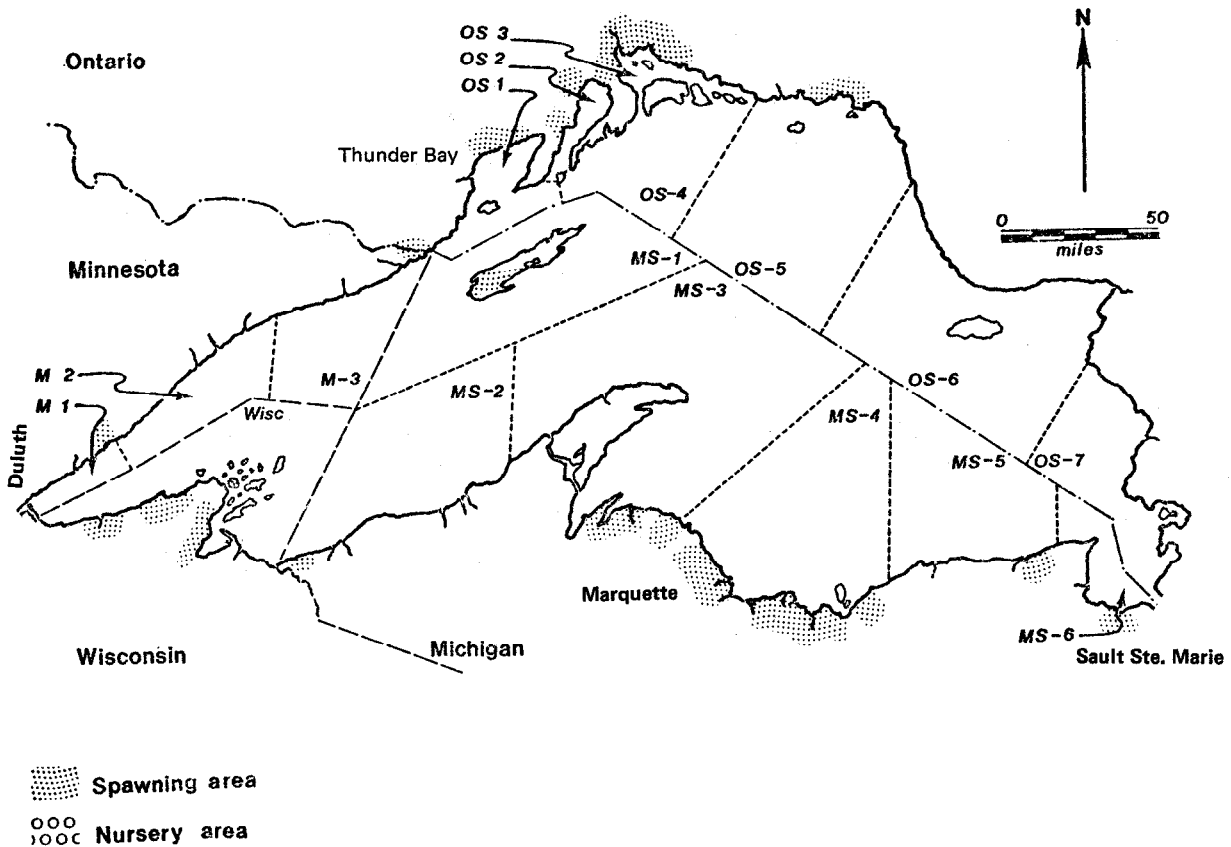 OS 3
N
OS 2
Ontario
OS 1
Thunder Bay
OS-4
0 50
miles
MS-1
OS-5
Minnesota
MS-3
M 2
M-3
OS-6
MS-2
M 1
Wisc
MS-4
Duluth
MS-5
OS-7
Marquette
MS-6
Michigan
Wisconsin
Sault Ste. Marie
Spawning area
Nursery area